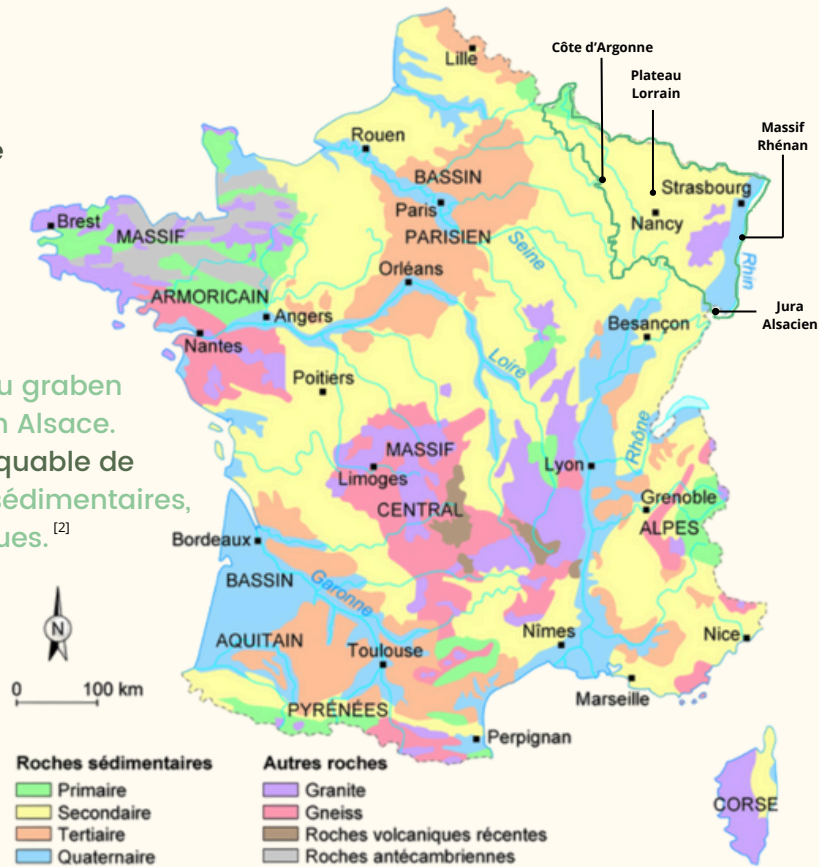 e
u graben
n Alsace.
quable de
sédimentaires,
ues. [2]
Côte d'Argonne
Plateau
Lorrain
Massif
Rhénan
Jura
Alsacien
Lille
Rouen
BASSIN
Paris
PARISIEN
Strasbourg
Nancy
Seine
Rhin
Brest
MASSIF
ARMORICAIN
Orléans
Angers
Nantes
Besançon
Poitiers
Loire
MASSIF
Limoges
CENTRAL
Lyon
Rhône
Grenoble
ALPES
Bordeaux
BASSIN
Garonne
AQUITAIN
Toulouse
Nîmes
Nice
Marseille
PYRÉNÉES
Perpignan
CORSE
N
0 100 km
Roches sédimentaires
Primaire
Secondaire
Tertiaire
Quaternaire
Autres roches
Granite
Gneiss
Roches volcaniques récentes
Roches antécambriennes